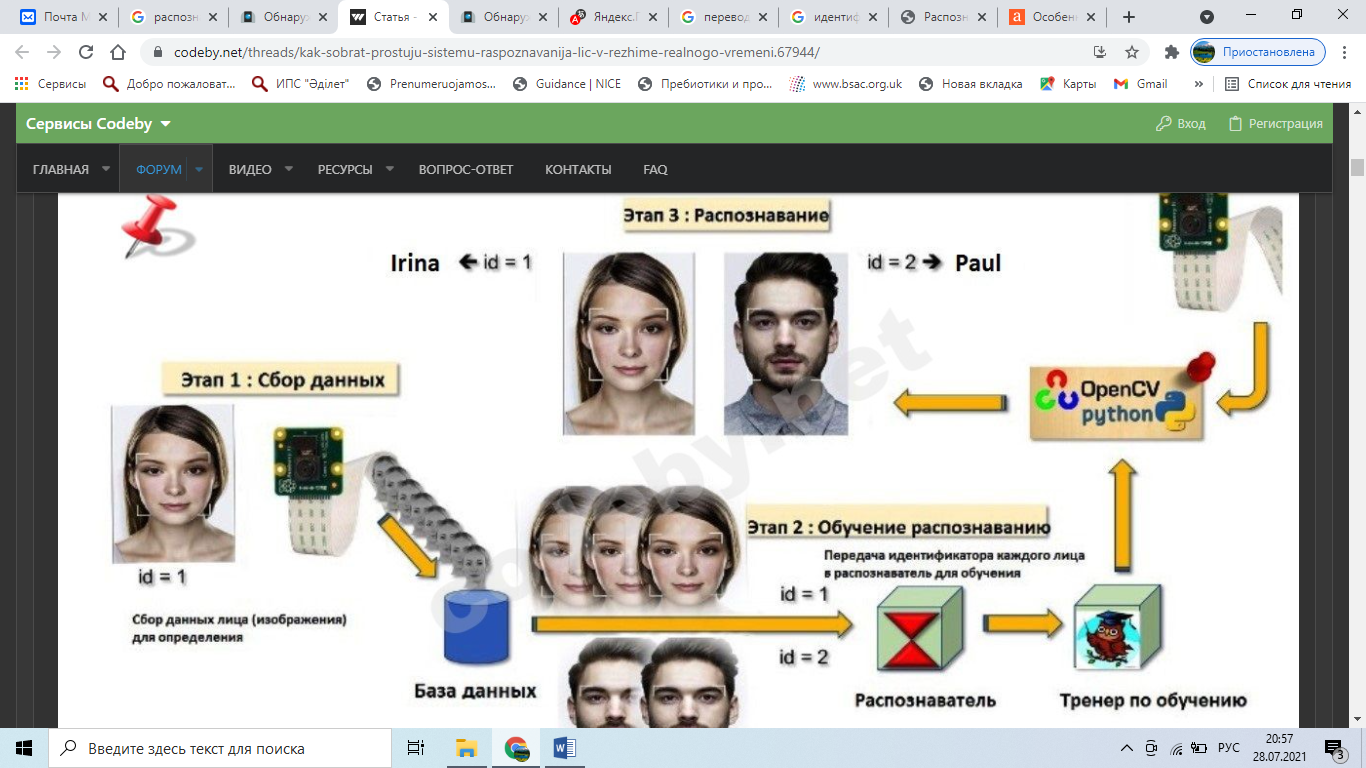 Почта М
распозн
Обнаруж
Статья -
Обнаруж
Яндекс.П
перевод
идентиф
Распозн
Особен
codeby.net/threads/kak-sobrat-prostuju-sistemu-raspoznavanija-lic-v-rezhime-realnogo-vremeni.67944/
Приостановлена
Сервисы
Добро пожаловат...
ИПС "Әділет"
Prenumeruojamos...
Guidance | NICE
Пребиотики и про...
www.bsac.org.uk
Новая вкладка
Карты
Gmail
»
Список для чтения
Сервисы Codeby
Вход
Регистрация
ГЛАВНАЯ
ФОРУМ
ВИДЕО
РЕСУРСЫ
ВОПРОС-ОТВЕТ
КОНТАКТЫ
FAQ
Этап 3 : Распознавание
Irina
id = 1
id = 2
Paul
Этап 1 : Сбор данных
OpenCV
python
id = 1
Сбор данных лица (изображения)
для определения
База данных
Этап 2 : Обучение распознаванию
Передача идентификатора каждого лица
в распознаватель для обучения
id = 1
id = 2
Распознаватель
Тренер по обучению
codeby.net
Введите здесь текст для поиска
РУС
20:57
28.07.2021
3